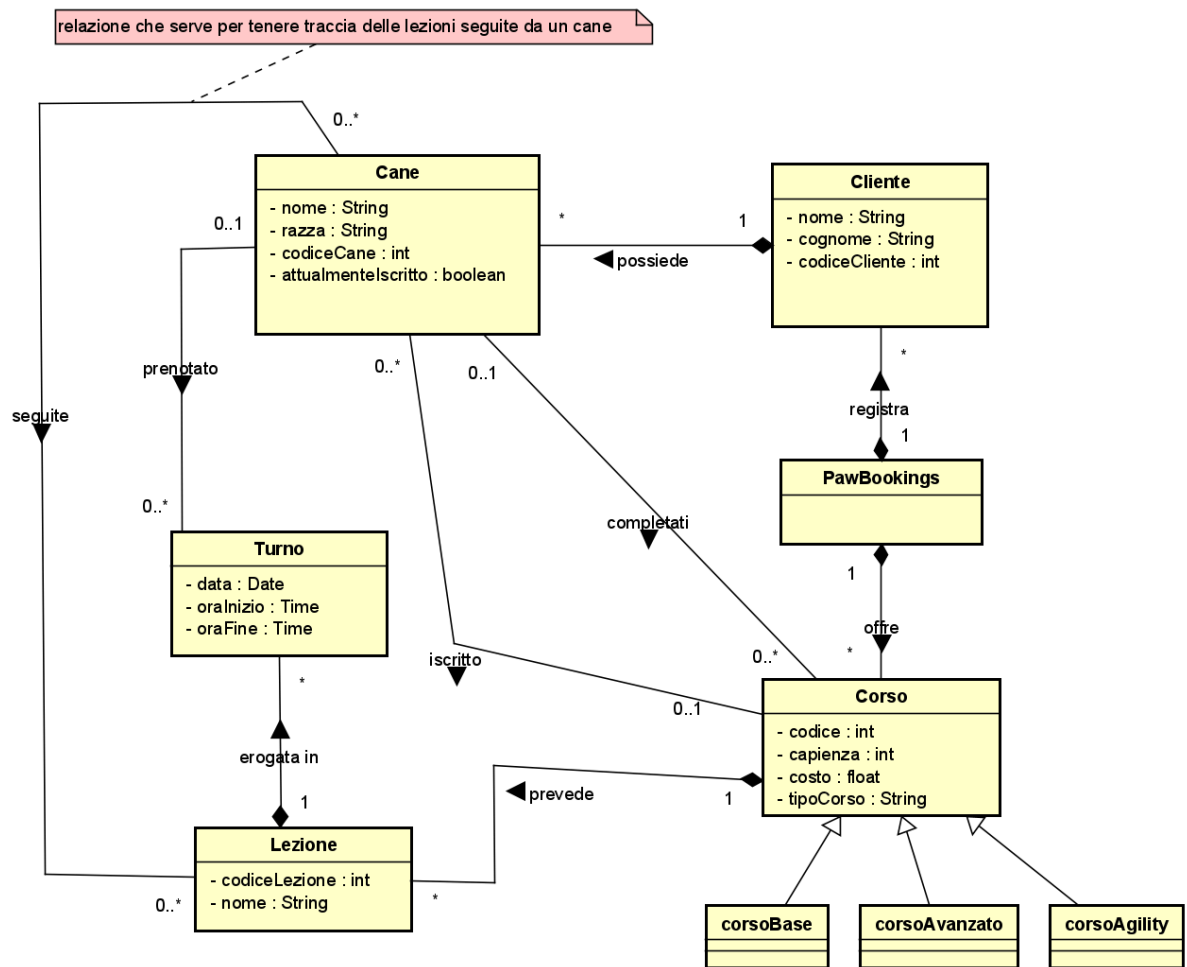 relazione che serve per tenere traccia delle lezioni seguite da un cane
0..*
Cane
- nome : String
- razza : String
- codiceCane : int
- attualmenteIscritto : boolean
Cliente
- nome : String
- cognome : String
- codiceCliente : int
0..1
*
1
possiede
prenotato
0..*
0..1
*
registra
1
seguite
PawBookings
0..*
completati
1
Turno
- data : Date
- oraInizio : Time
- oraFine : Time
offre
*
0..*
iscritto
0..1
*
Corso
- codice : int
- capienza : int
- costo : float
- tipoCorso : String
erogata in
1
prevede
1
Lezione
- codiceLezione : int
- nome : String
0..*
*
corsoBase
corsoAvanzato
corsoAgility